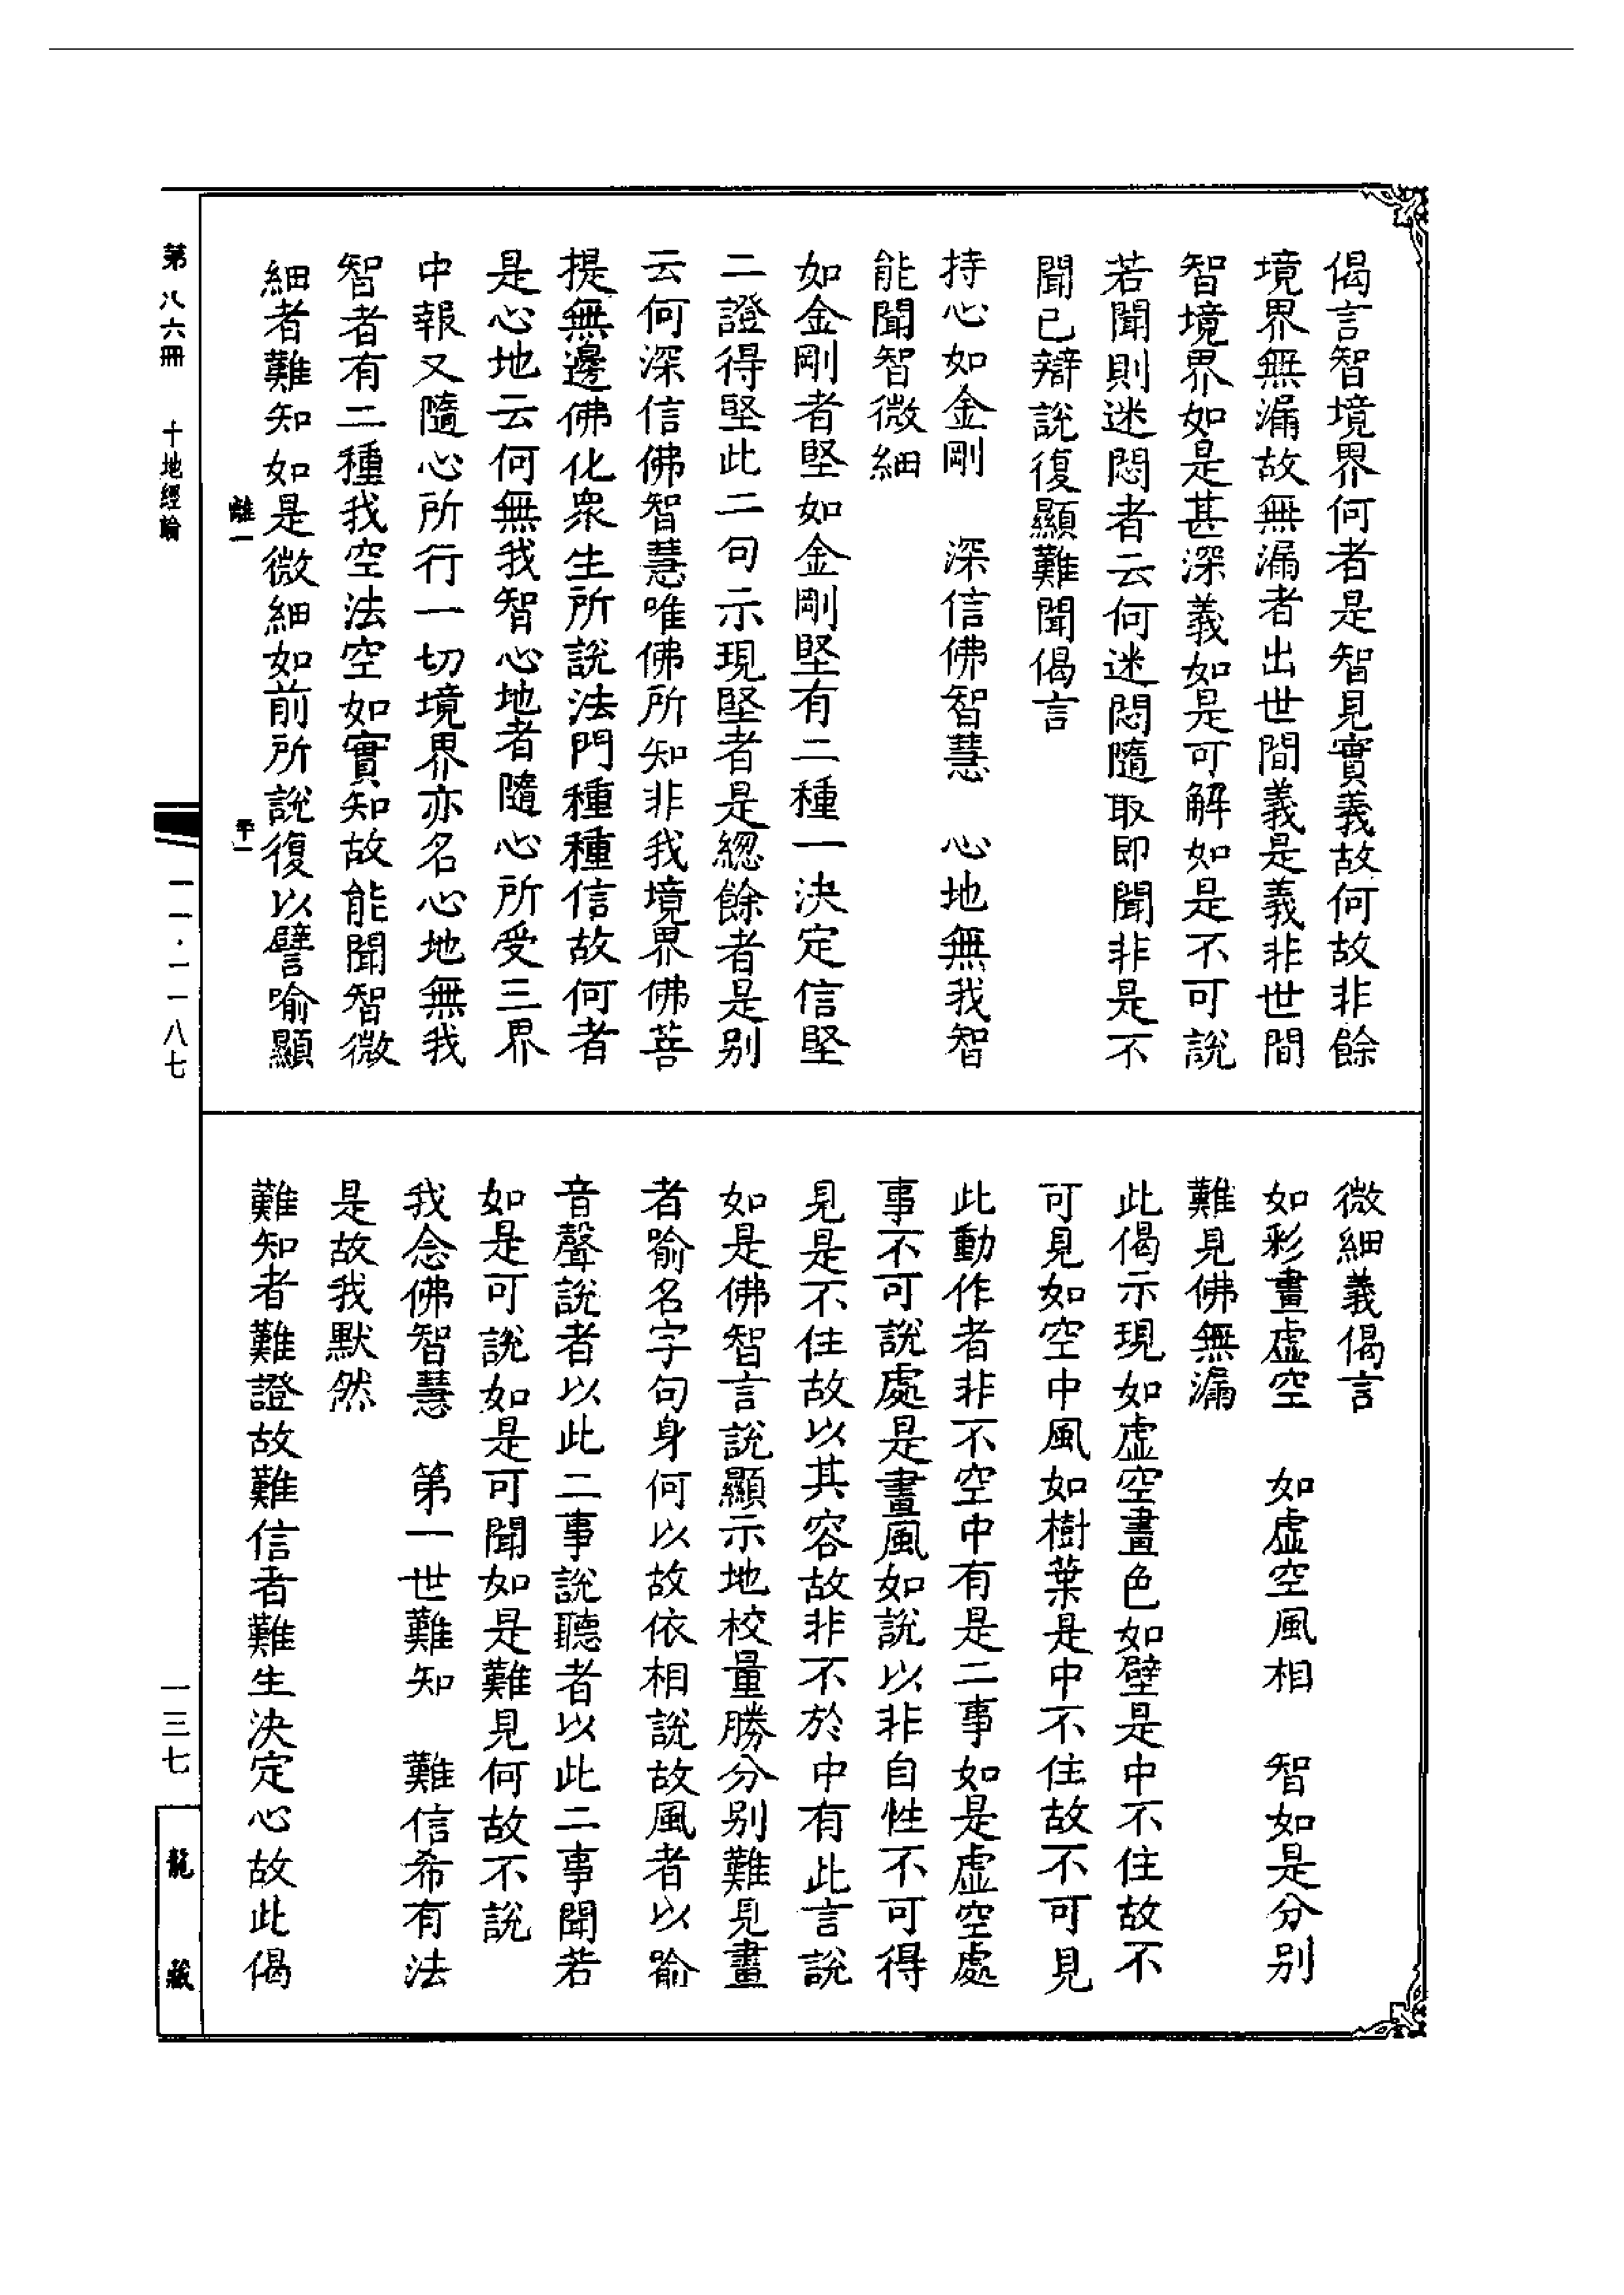 偈言智境界何者是智見實義故何故非餘
境界無漏故無漏者出世間義是義非世間
智境界如是甚深義如是可解如是不可說
若聞則迷悶者云何迷悶隨取即聞非是不
聞已辯說復顯難聞偈言
持心如金剛　深信佛智慧　心地無我智
能聞智微細
如金剛者堅如金剛堅有二種一決定信堅
二證得堅此二句示現堅者是總餘者是別
云何深信佛智慧唯佛所知非我境界佛菩
提無邊佛化衆生所說法門種種信故何者
是心地云何無我智心地者隨心所受三界
中報又隨心所行一切境界亦名心地無我
智者有二種我空法空如實知故能聞智微
細者難知如是微細如前所說復以譬喻顯
微細義偈言
如彩畫虛空　如虛空風相　智如是分別
難見佛無漏
此偈示現如虛空畫色如壁是中不住故不
可見如空中風如樹葉是中不住故不可見
此動作者非不空中有是二事如是虛空處
事不可說處是畫風如說以非自性不可得
見是不住故以其容故非不於中有此言說
如是佛智言說顯示地校量勝分別難見畫
者喻名字句身何以故依相說故風者以喻
音聲說者以此二事說聽者以此二事聞若
如是可說如是可聞如是難見何故不說
我念佛智慧　第一世難知　難信希有法
是故我默然
難知者難證故難信者難生決定心故此偈
第八六冊　十地經論
一一·一一八七
一三七
龍藏